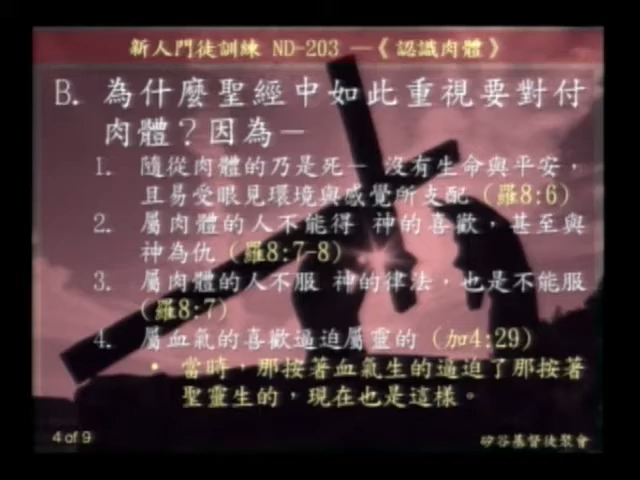 新人門徒訓練 ND-203 —《認識肉體》
B. 為什麼聖經中如此重視要對付
肉體？因為－
1. 隨從肉體的乃是死－ 沒有生命與平安，
且易受眼見環境與感覺所支配（羅8:6）
2. 屬肉體的人不能得 神的喜歡，甚至與
神為仇（羅8:7-8）
3. 屬肉體的人不服 神的律法，也是不能服
（羅8:7）
4. 屬血氣的喜歡逼迫屬靈的（加4:29）
• 當時，那按著血氣生的逼迫了那按著
聖靈生的，現在也是這樣。
4 of 9
矽谷基督徒聚會